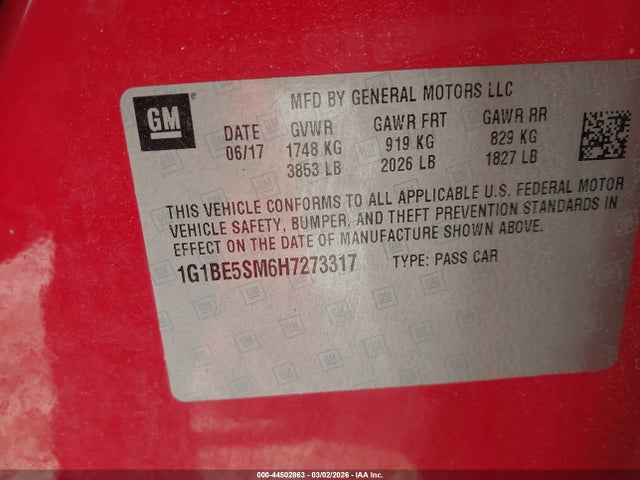 GM
MFD BY GENERAL MOTORS LLC
DATE GVWR GAWR FRT GAWR RR
06/17 1748 KG 919 KG 829 KG
3853 LB 2026 LB 1827 LB
THIS VEHICLE CONFORMS TO ALL APPLICABLE U.S. FEDERAL MOTOR
VEHICLE SAFETY, BUMPER, AND THEFT PREVENTION STANDARDS IN
EFFECT ON THE DATE OF MANUFACTURE SHOWN ABOVE.
1G1BE5SM6H7273317 TYPE: PASS CAR
000-44502863 - 03/02/2026 - IAA Inc.